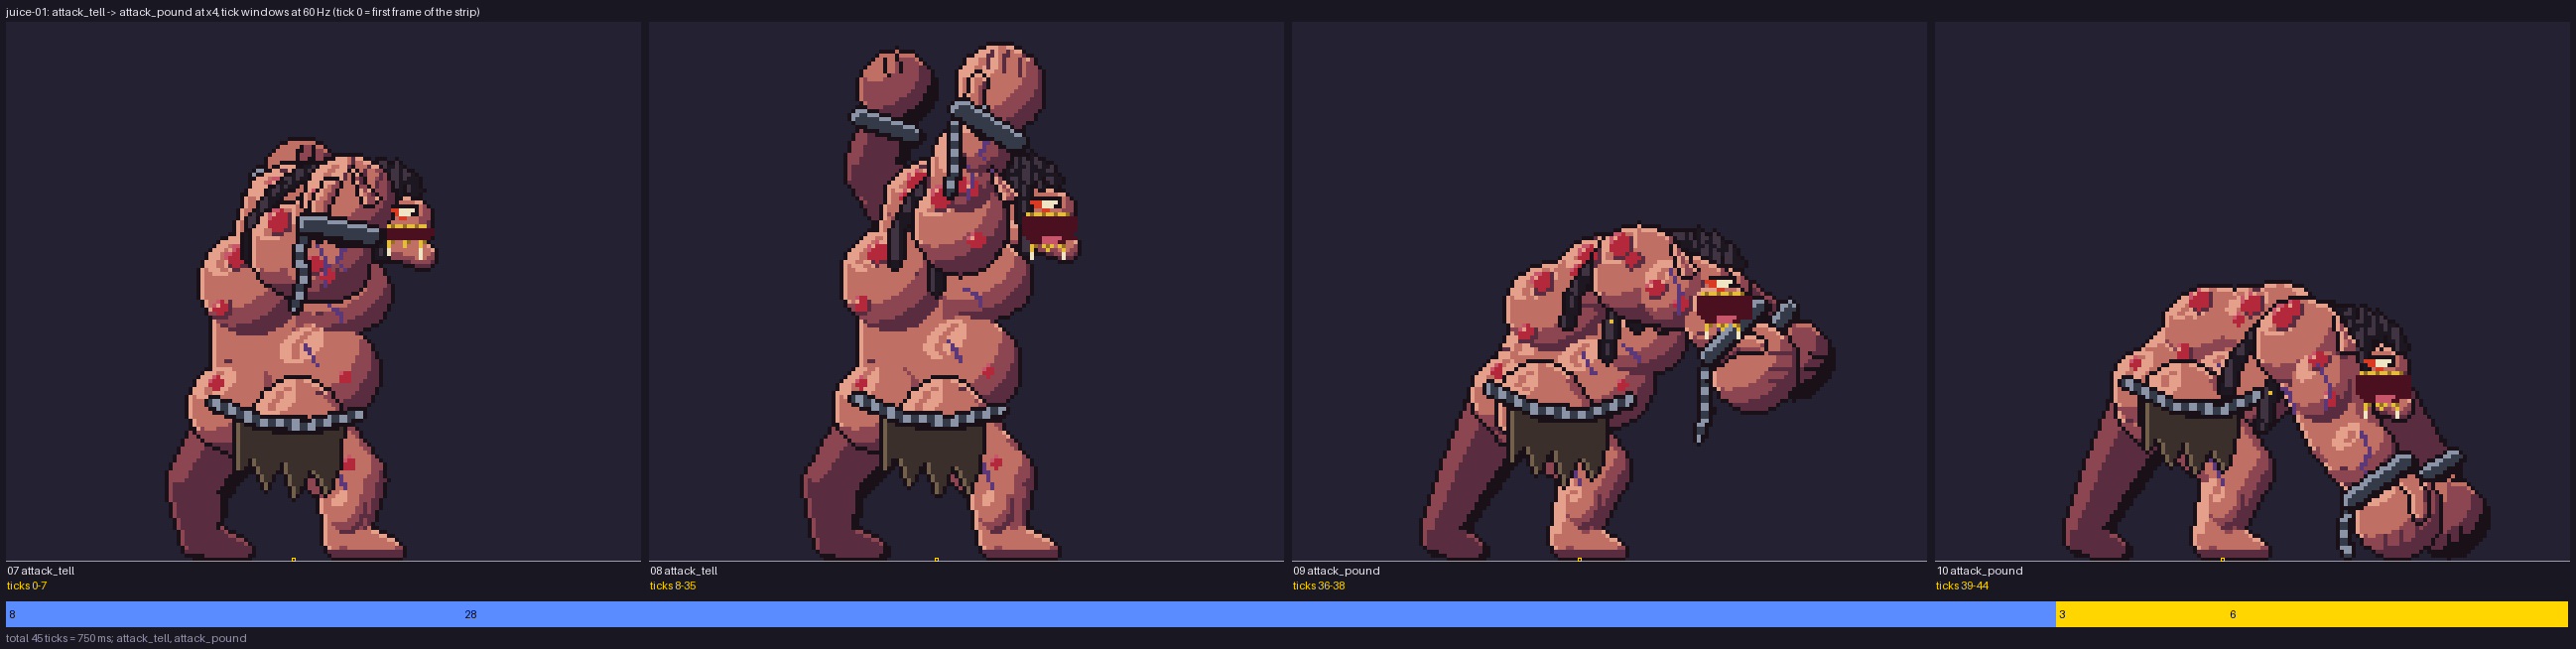 juice-01: attack_tell -> attack_pound at x4, tick windows at 60 Hz (tick 0 = first frame of the strip)
07 attack_tell
ticks 0-7
08 attack_tell
ticks 8-35
09 attack_pound
ticks 36-38
10 attack_pound
ticks 39-44
8 28 3 6
total 45 ticks = 750 ms; attack_tell, attack_pound